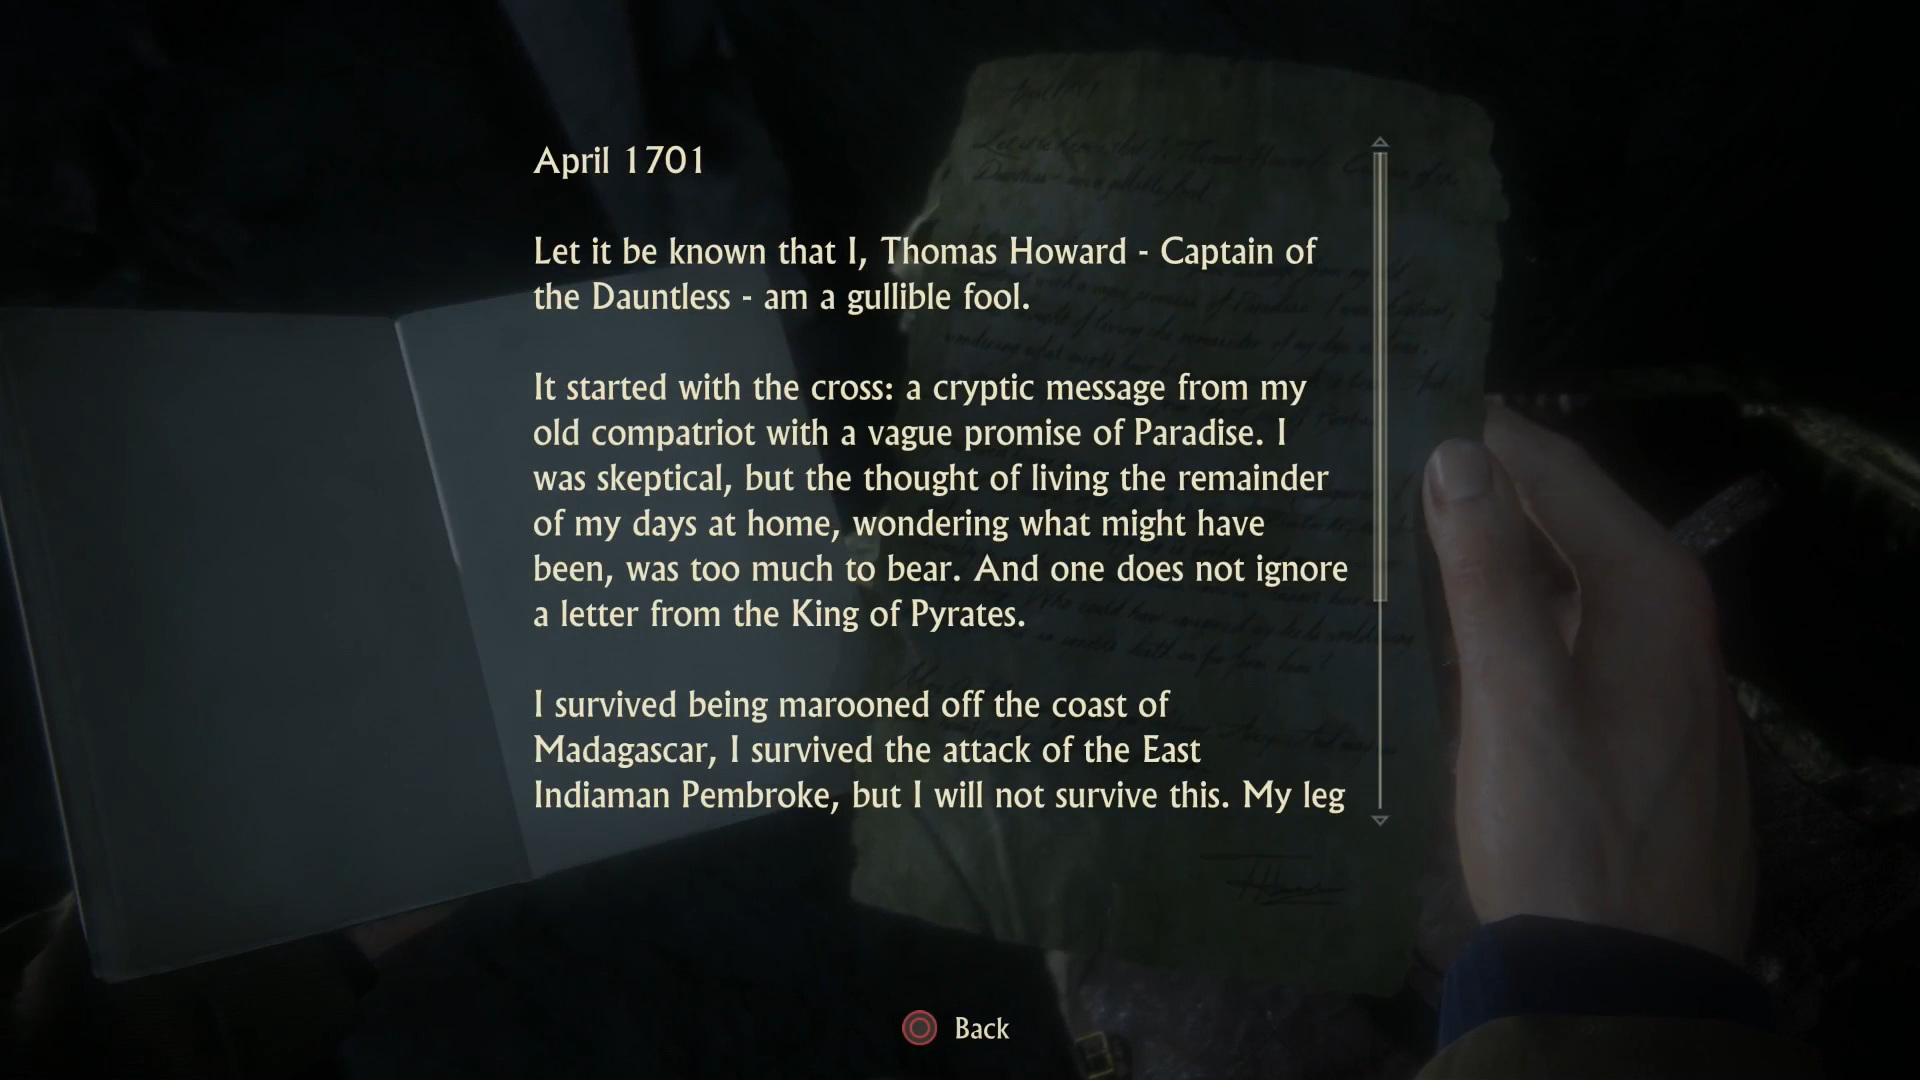 April 1701
Let it be known that I, Thomas Howard - Captain of
the Dauntless - am a gullible fool.
It started with the cross: a cryptic message from my
old compatriot with a vague promise of Paradise. I
was skeptical, but the thought of living the remainder
of my days at home, wondering what might have
been, was too much to bear. And one does not ignore
a letter from the King of Pyrates.
I survived being marooned off the coast of
Madagascar, I survived the attack of the East
Indiaman Pembroke, but I will not survive this. My leg
Back